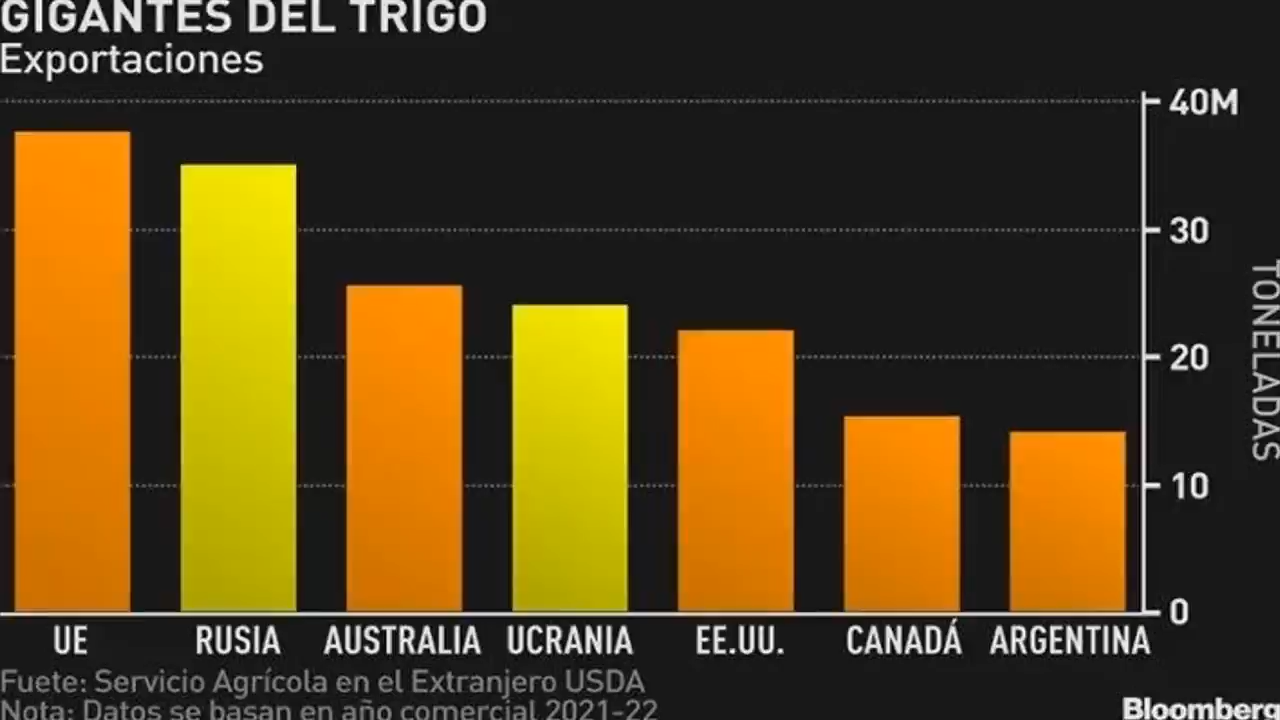 GIGANTES DEL TRIGO
Exportaciones
40M
30
20
10
0
TONELADAS
UE RUSIA AUSTRALIA UCRANIA EE.UU. CANADÁ ARGENTINA
Fuete: Servicio Agrícola en el Extranjero USDA
Nota: Datos se basan en año comercial 2021-22
Bloomberg